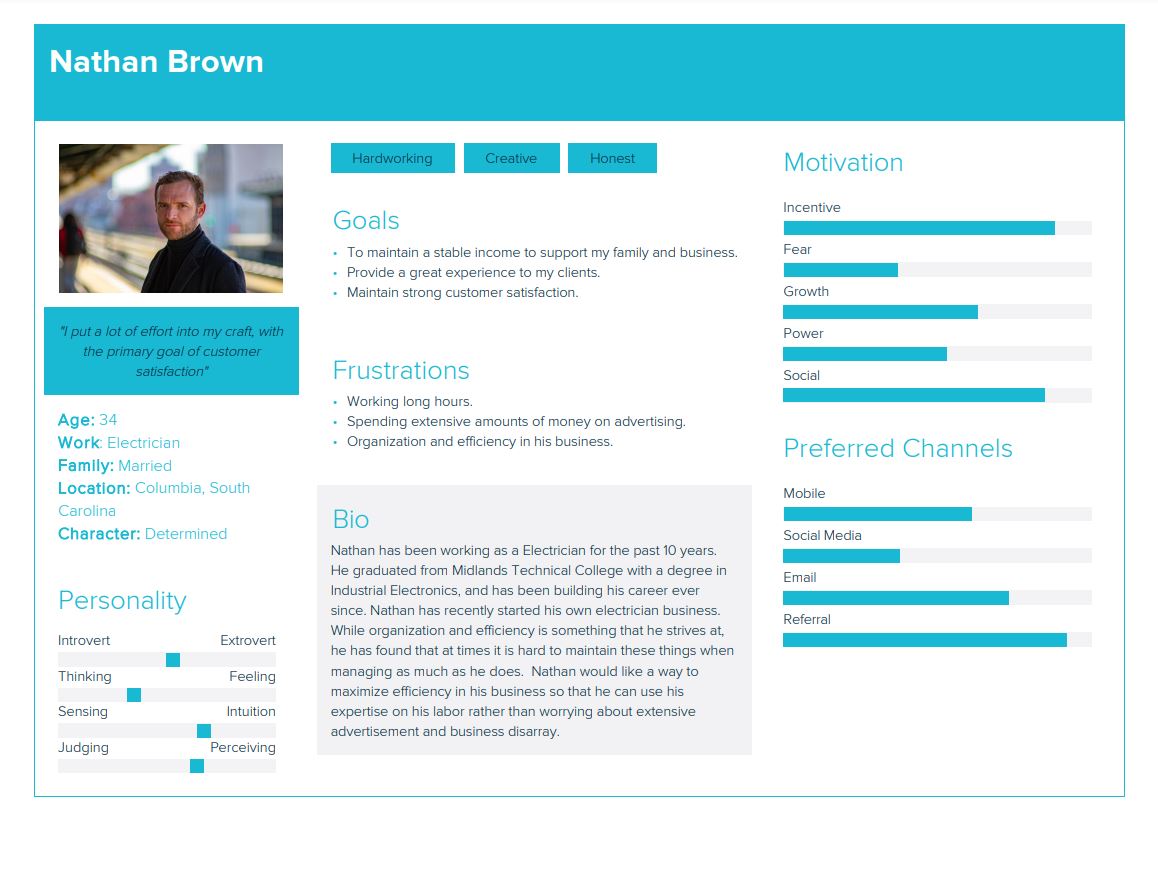 Nathan Brown
"I put a lot of effort into my craft, with
the primary goal of customer
satisfaction"
Age: 34
Work: Electrician
Family: Married
Location: Columbia, South
Carolina
Character: Determined
Personality
Introvert Extrovert
Thinking Feeling
Sensing Intuition
Judging Perceiving
Hardworking Creative Honest
Goals
• To maintain a stable income to support my family and business.
• Provide a great experience to my clients.
• Maintain strong customer satisfaction.
Frustrations
• Working long hours.
• Spending extensive amounts of money on advertising.
• Organization and efficiency in his business.
Bio
Nathan has been working as a Electrician for the past 10 years.
He graduated from Midlands Technical College with a degree in
Industrial Electronics, and has been building his career ever
since. Nathan has recently started his own electrician business.
While organization and efficiency is something that he strives at,
he has found that at times it is hard to maintain these things when
managing as much as he does.  Nathan would like a way to
maximize efficiency in his business so that he can use his
expertise on his labor rather than worrying about extensive
advertisement and business disarray.
Motivation
Incentive
Fear
Growth
Power
Social
Preferred Channels
Mobile
Social Media
Email
Referral